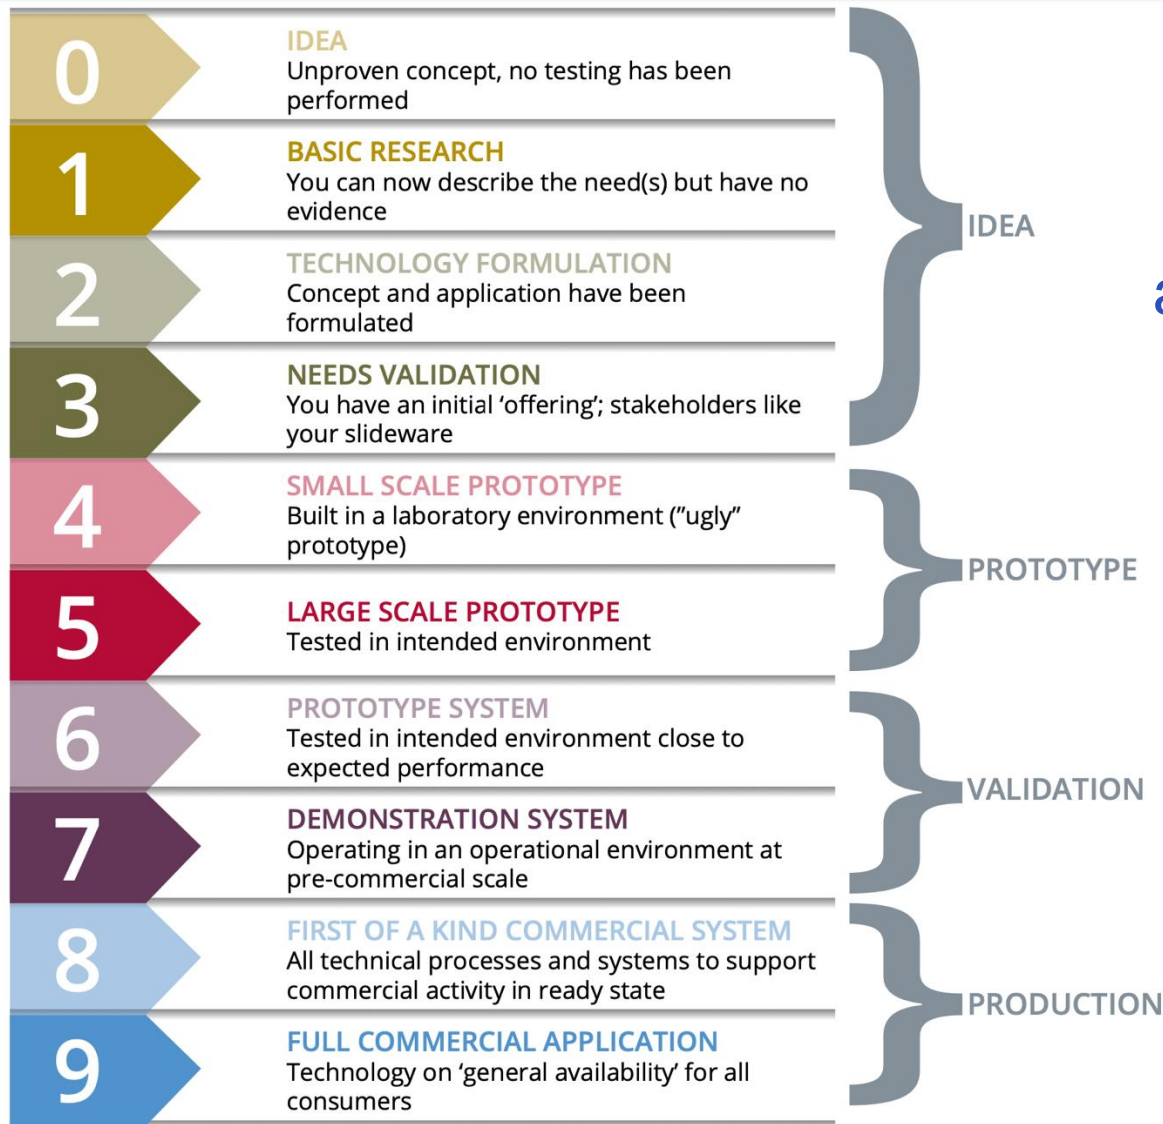 0
IDEA
Unproven concept, no testing has been
performed
1
BASIC RESEARCH
You can now describe the need(s) but have no
evidence
2
TECHNOLOGY FORMULATION
Concept and application have been
formulated
3
NEEDS VALIDATION
You have an initial ‘offering’; stakeholders like
your slideware
IDEA
4
SMALL SCALE PROTOTYPE
Built in a laboratory environment (”ugly”
prototype)
5
LARGE SCALE PROTOTYPE
Tested in intended environment
PROTOTYPE
6
PROTOTYPE SYSTEM
Tested in intended environment close to
expected performance
7
DEMONSTRATION SYSTEM
Operating in an operational environment at
pre-commercial scale
VALIDATION
8
FIRST OF A KIND COMMERCIAL SYSTEM
All technical processes and systems to support
commercial activity in ready state
9
FULL COMMERCIAL APPLICATION
Technology on ‘general availability’ for all
consumers
PRODUCTION